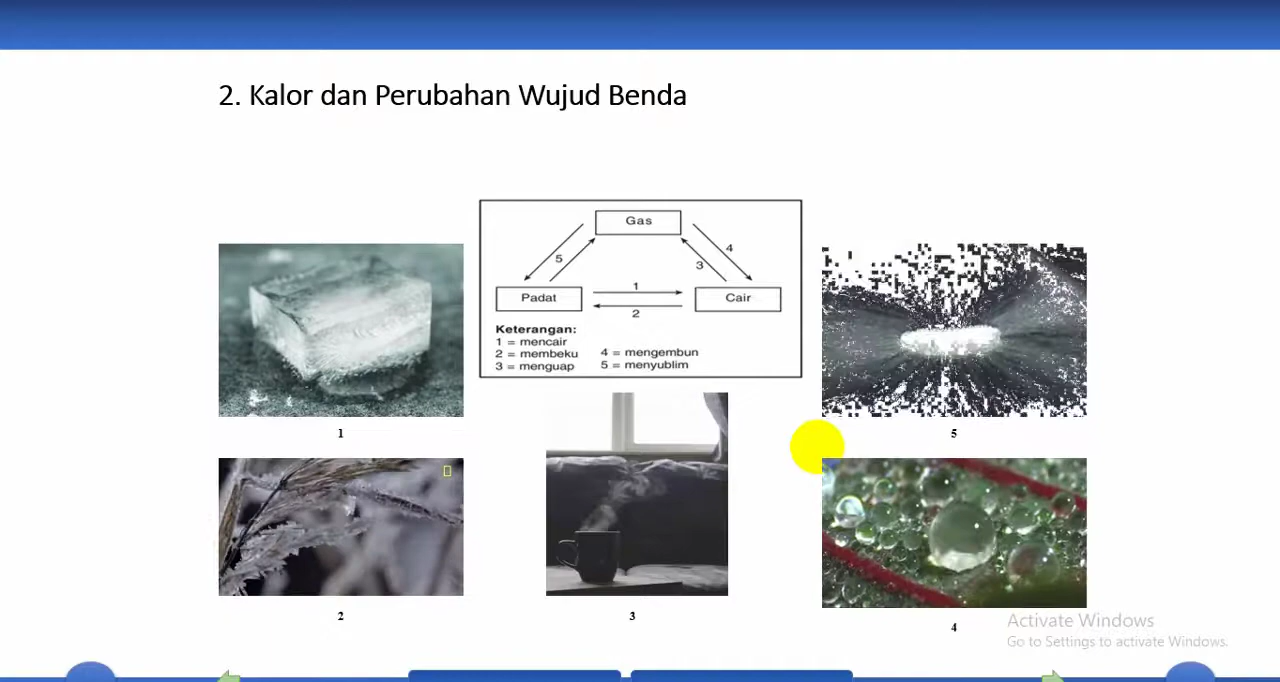 2. Kalor dan Perubahan Wujud Benda
Gas
5
4
3
Padat
1
Cair
2
Keterangan:
1 = mencair
2 = membeku
3 = menguap
4 = mengembun
5 = menyublim
1
5
2
3
4
Activate Windows
Go to Settings to activate Windows.